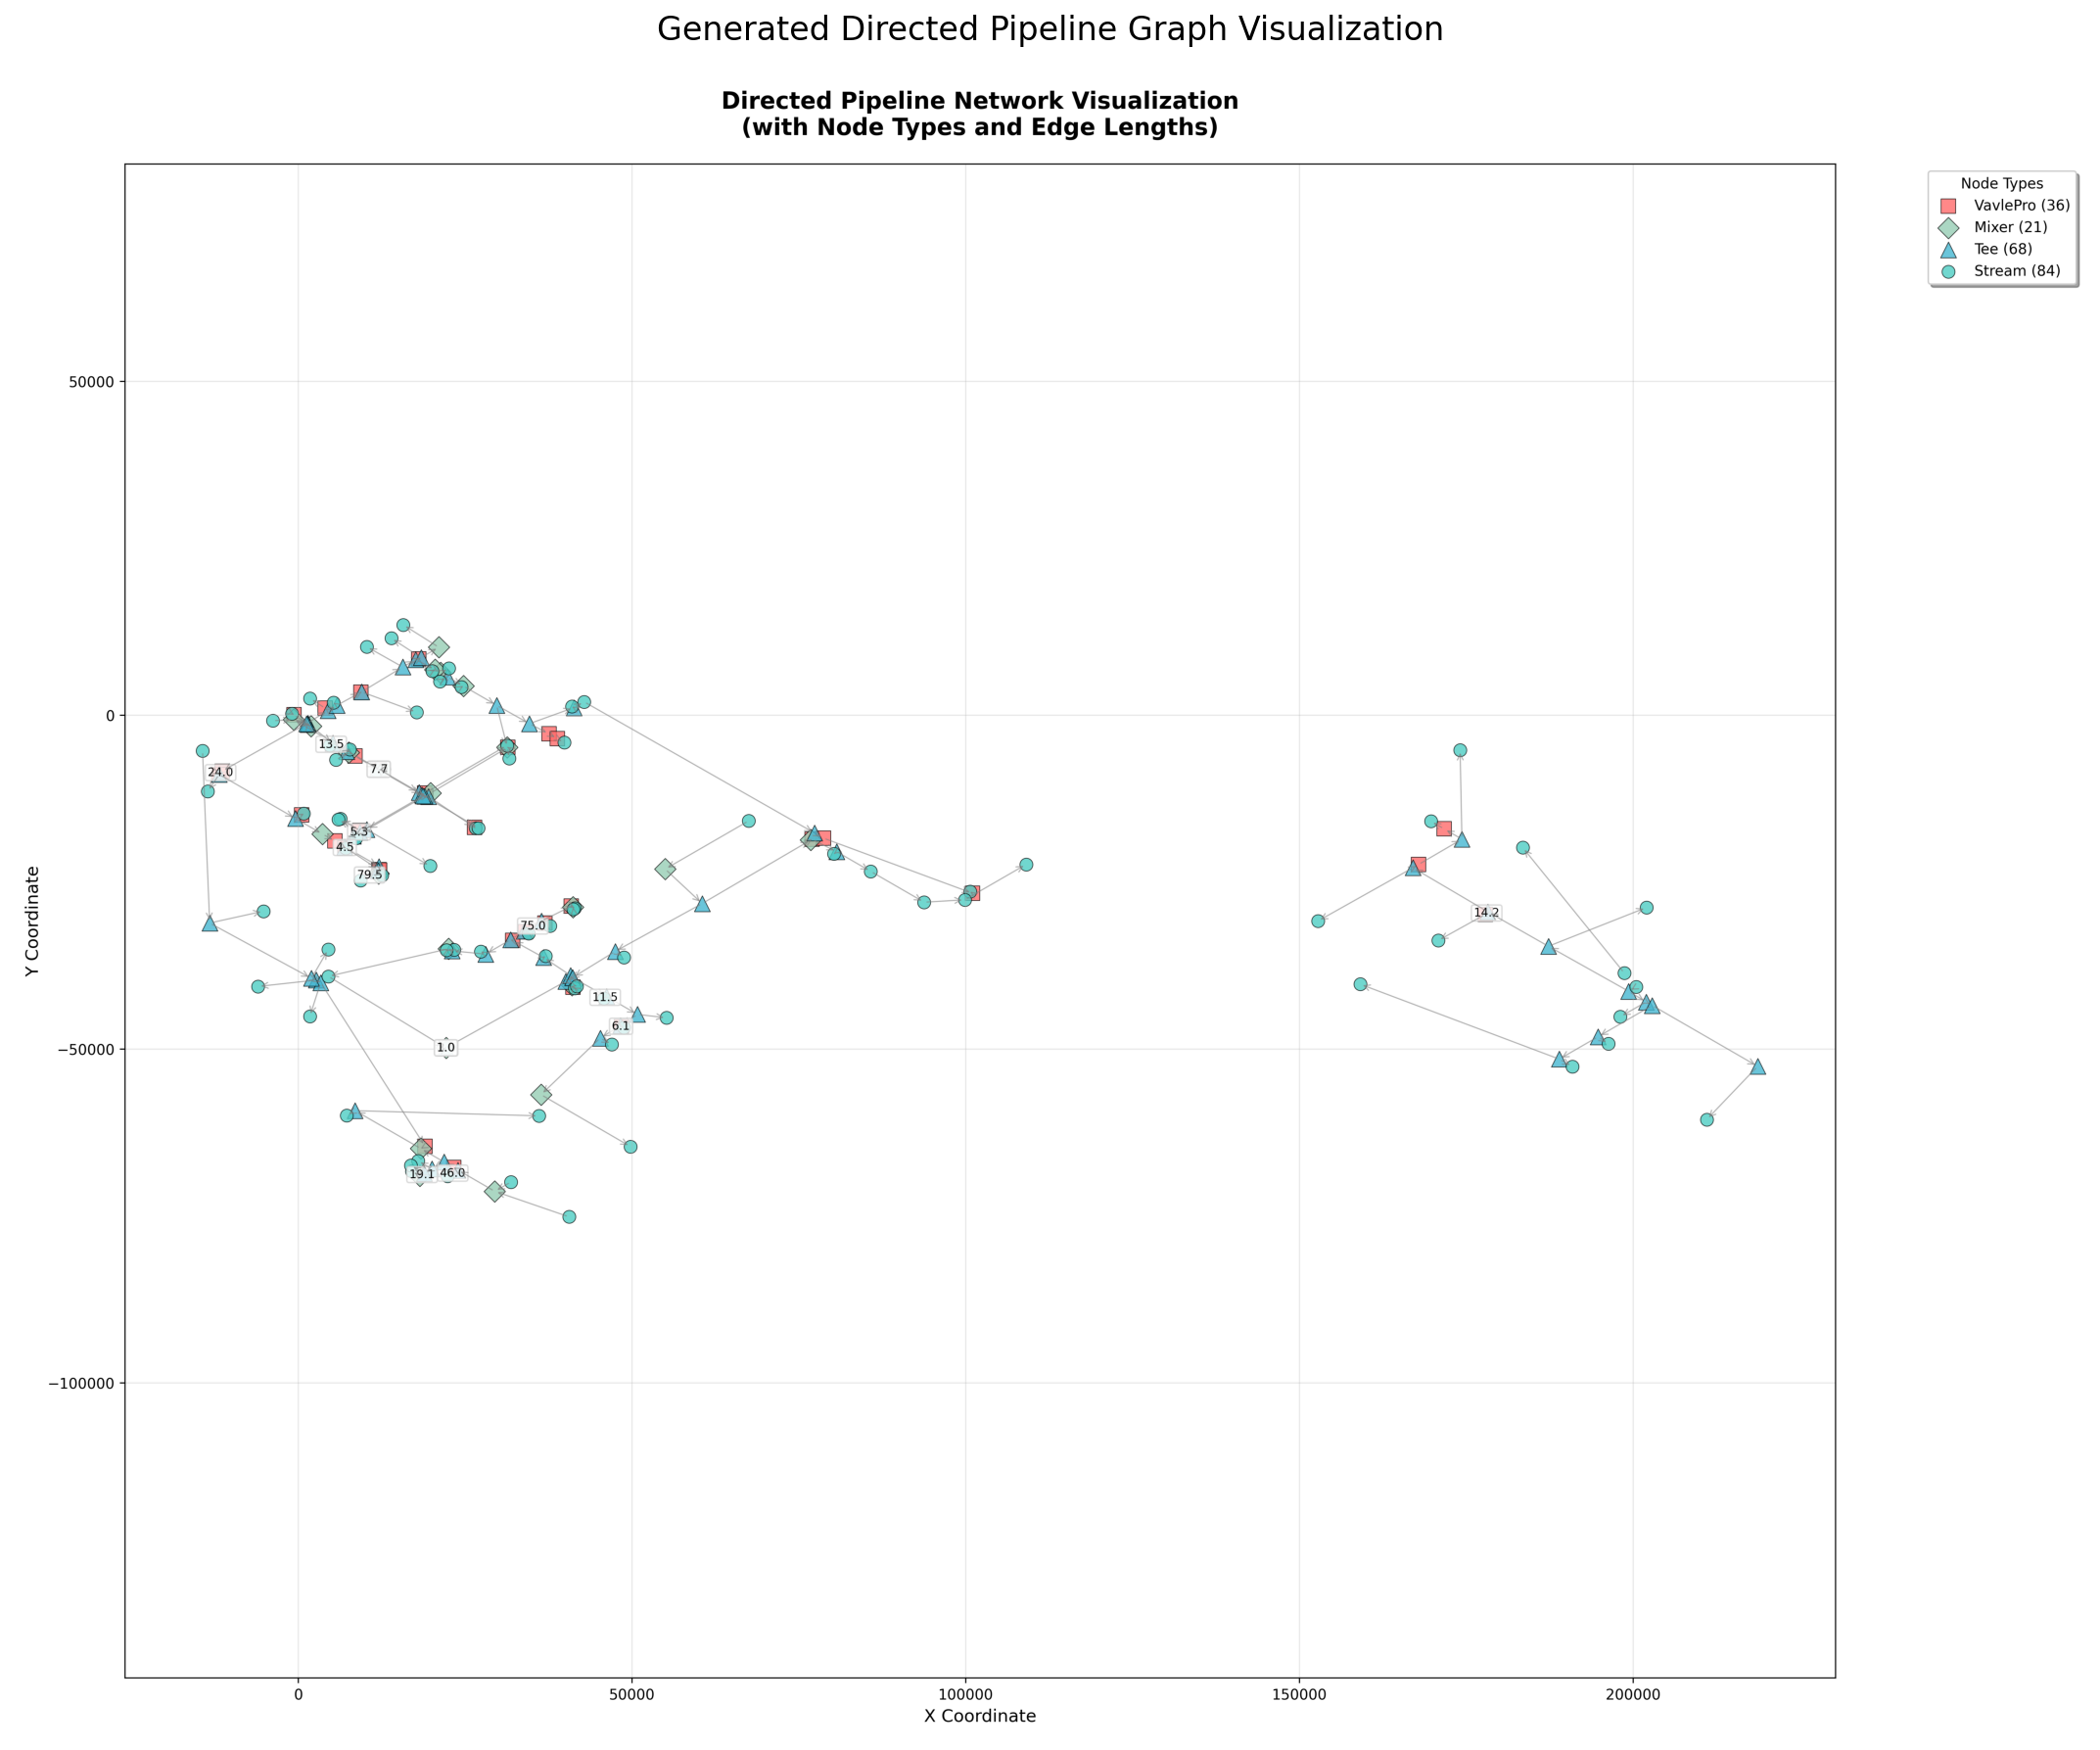 Generated Directed Pipeline Graph Visualization
Directed Pipeline Network Visualization
(with Node Types and Edge Lengths)
Node Types
VavlePro (36)
Mixer (21)
Tee (68)
Stream (84)
50000
0
−50000
−100000
Y Coordinate
13.5
7.7
24.0
5.3
4.5
79.5
75.0
14.2
11.5
6.1
1.0
19.1
46.0
0
50000
100000
150000
200000
X Coordinate